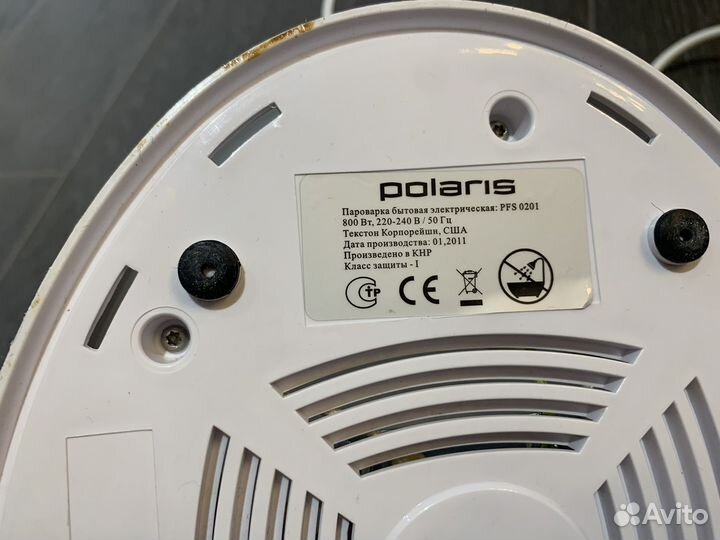 polaris
Пароварка бытовая электрическая: PFS 0201
800 Вт, 220-240 В / 50 Гц
Текстон Корпорейшн, США
Дата производства: 01,2011
Произведено в КНР
Класс защиты - I
СТР CE
Avito